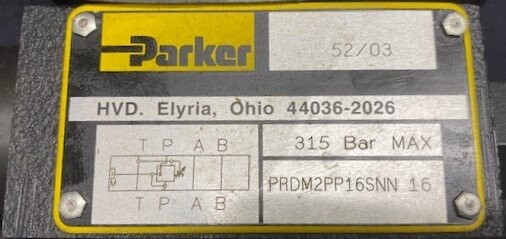 Parker
52/03
HVD. Elyria, Ohio 44036-2026
T P A B
315 Bar MAX
PRDM2PP16SNN 16
T P A B